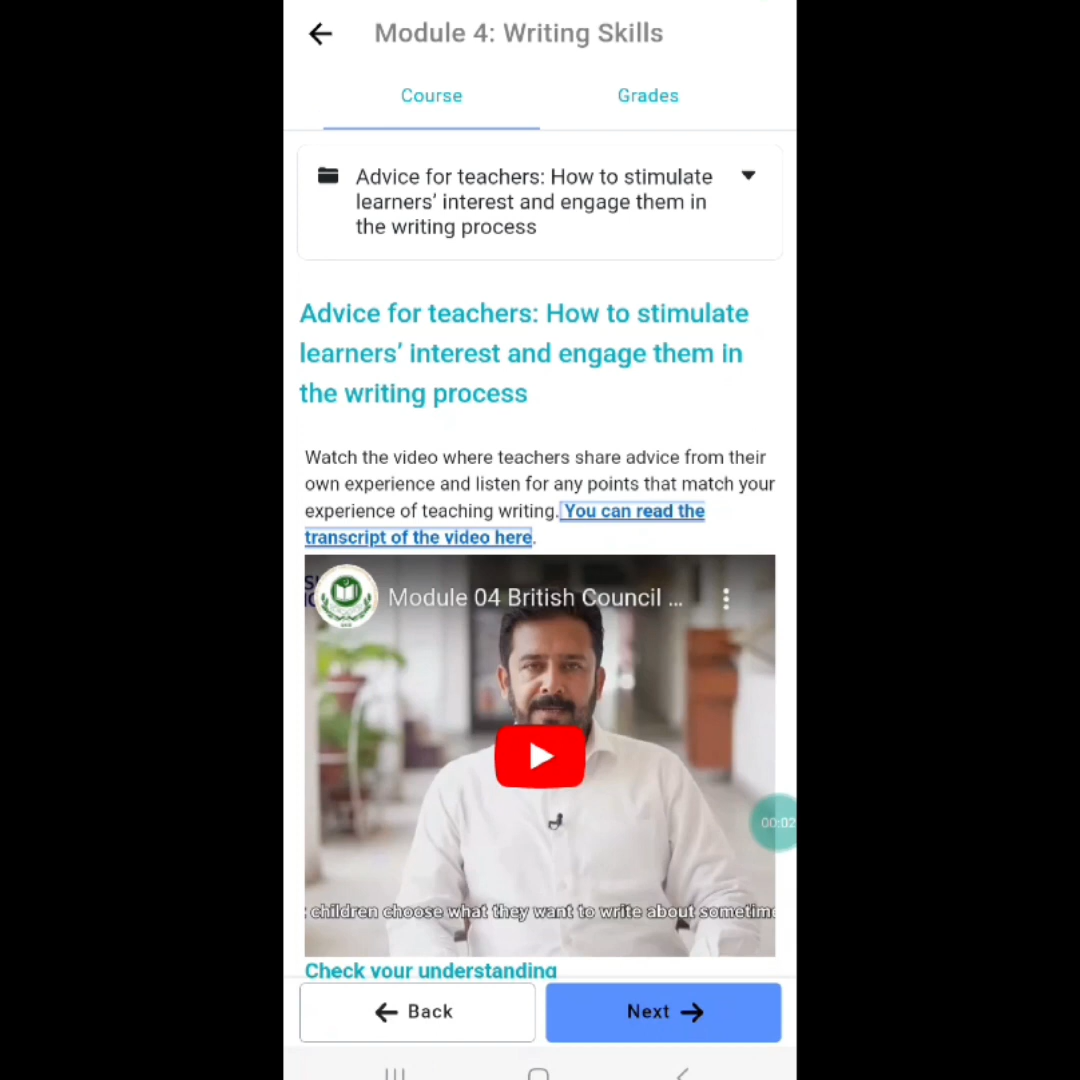 Module 4: Writing Skills
Course
Grades
Advice for teachers: How to stimulate
learners’ interest and engage them in
the writing process
Advice for teachers: How to stimulate
learners’ interest and engage them in
the writing process
Watch the video where teachers share advice from their
own experience and listen for any points that match your
experience of teaching writing. You can read the
transcript of the video here.
Module 04 British Council ...
children choose what they want to write about sometim
00:02
Check your understanding
Back
Next